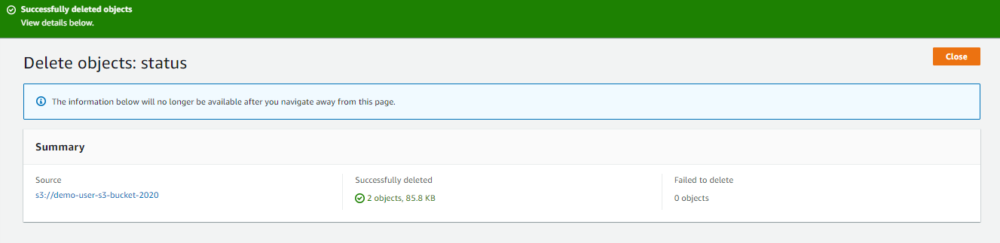 Successfully deleted objects
View details below.
Delete objects: status
Close
The information below will no longer be available after you navigate away from this page.
Summary
Source
s3://demo-user-s3-bucket-2020
Successfully deleted
2 objects, 85.8 KB
Failed to delete
0 objects